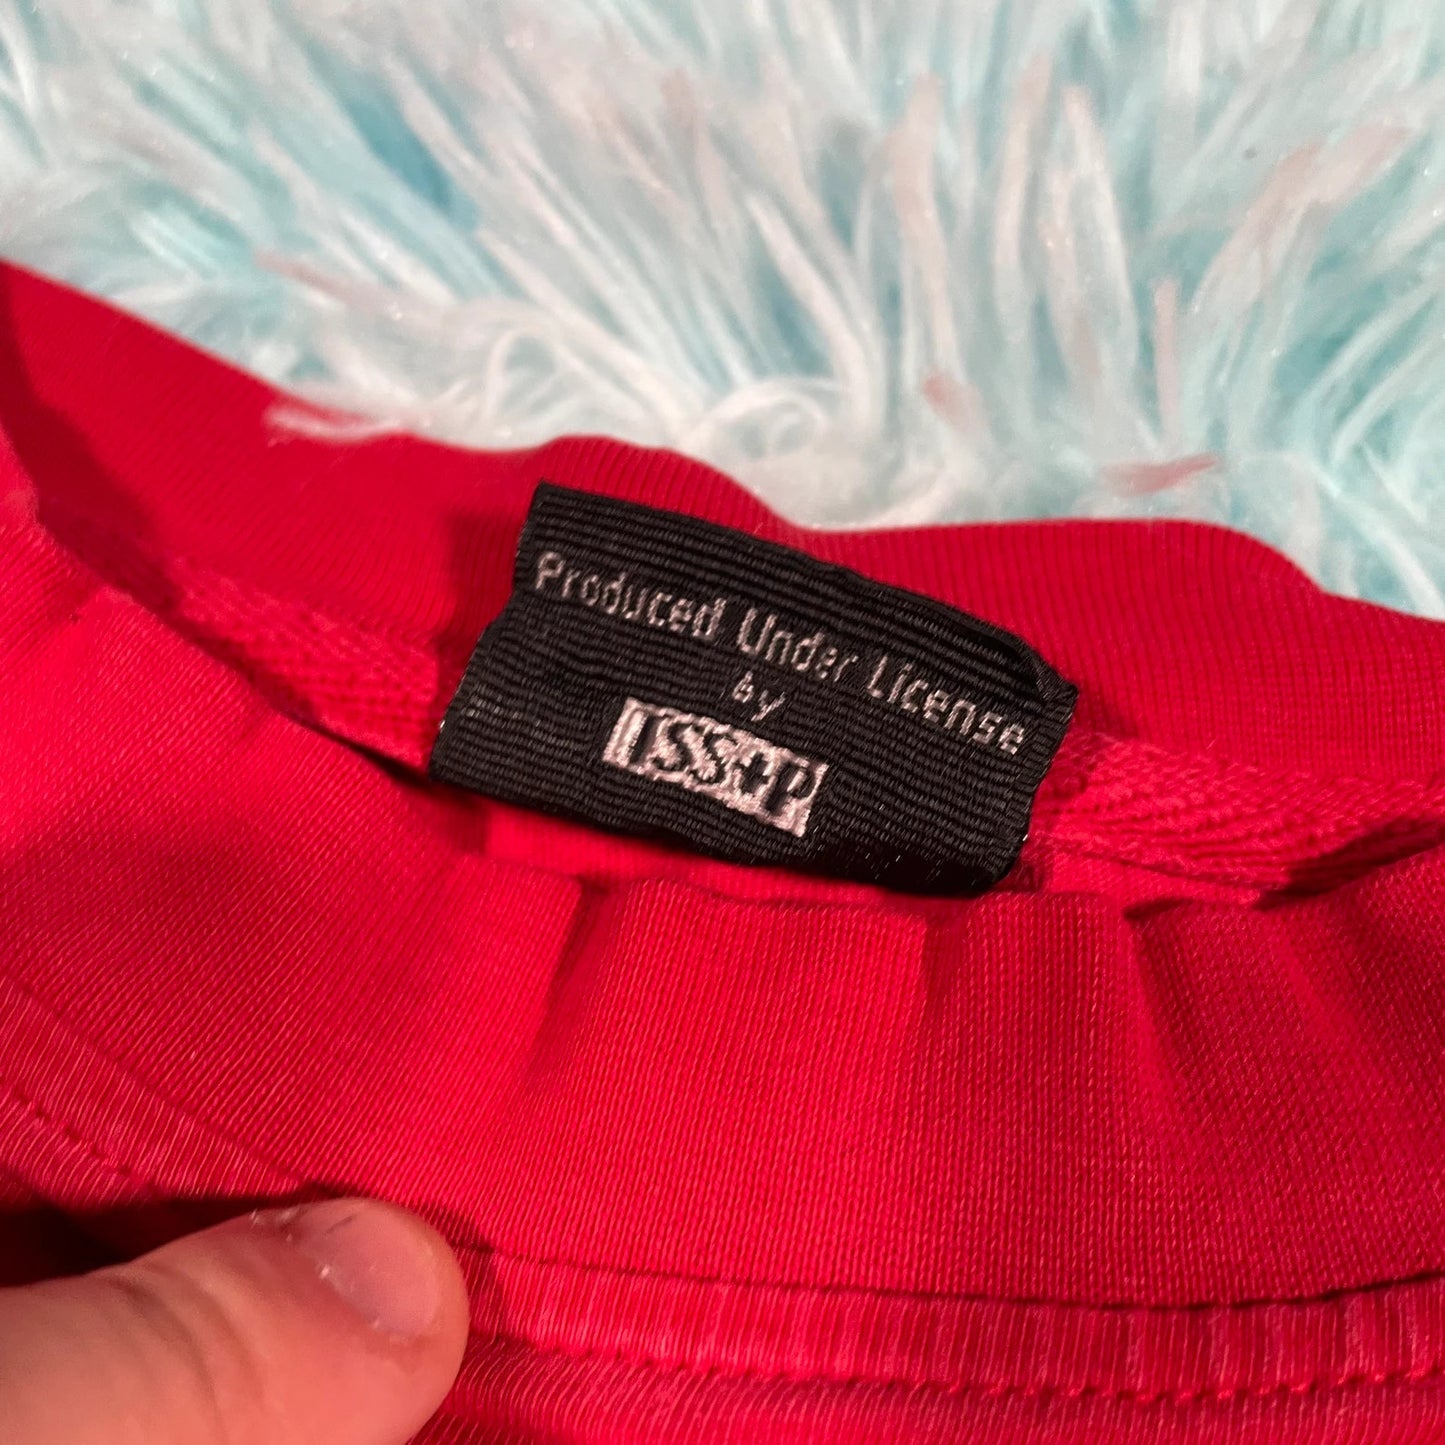 Produced Under License
by
ISS+P